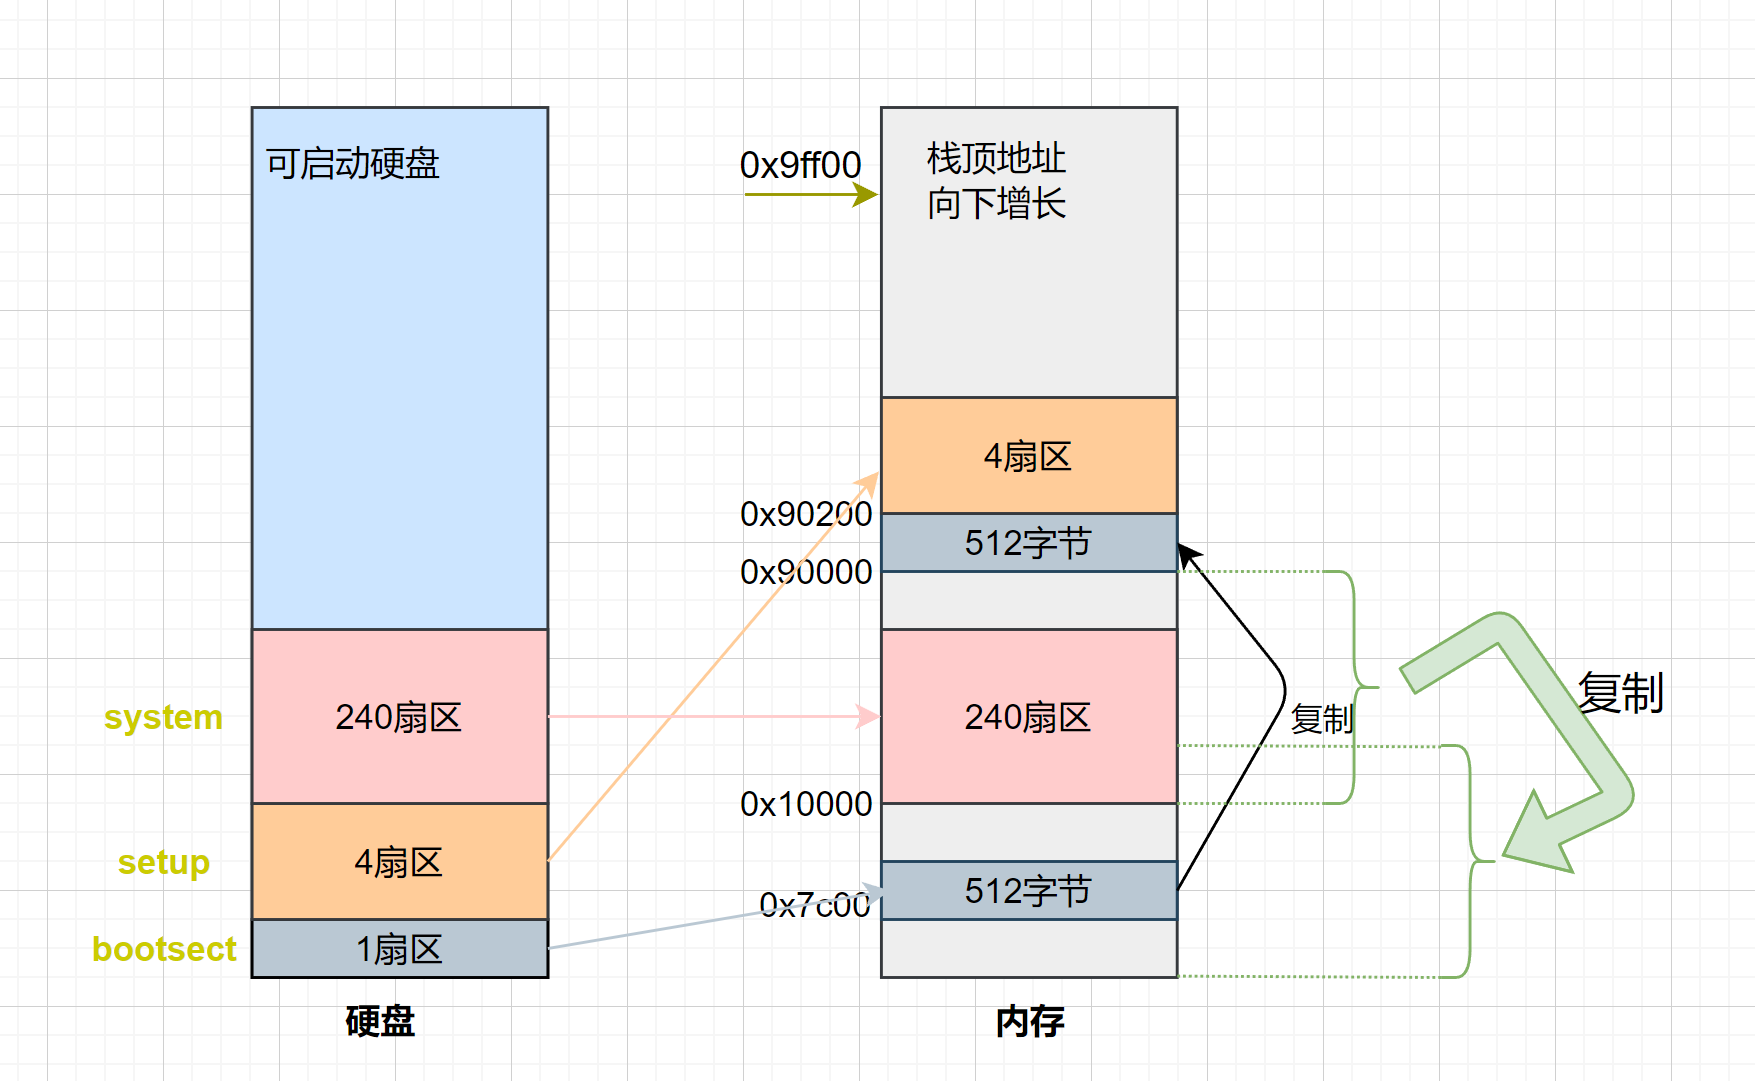 可启动硬盘
0x9ff00
栈顶地址
向下增长
4扇区
0x90200
512字节
0x90000
system
240扇区
240扇区
复制
复制
0x10000
setup
4扇区
512字节
0x7c00
bootsect
1扇区
硬盘
内存